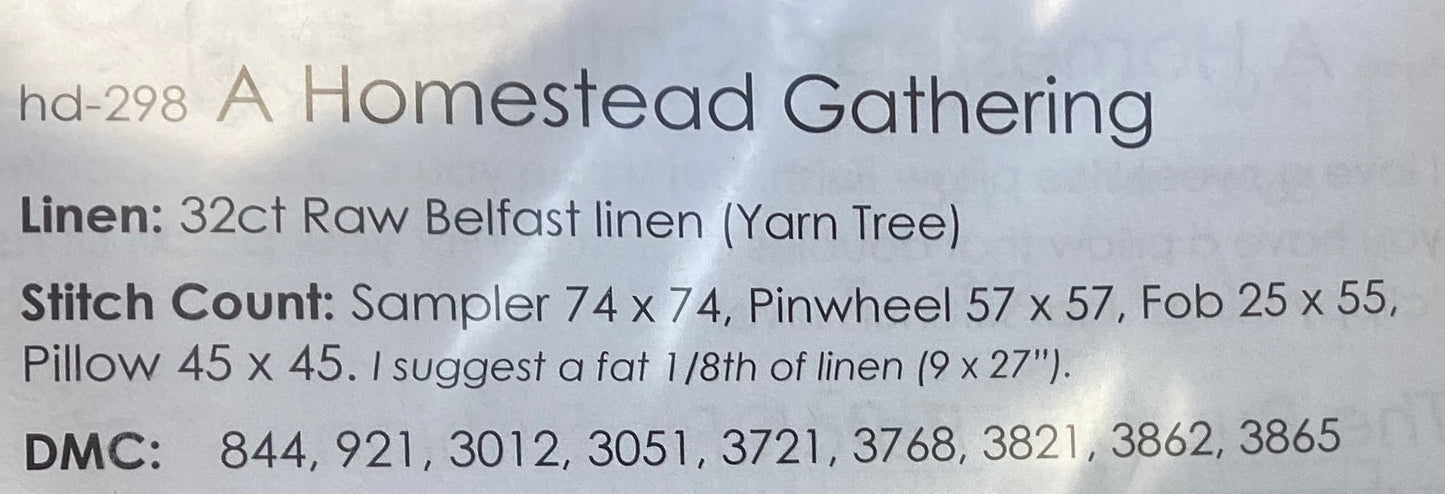 hd-298 A Homestead Gathering
Linen: 32ct Raw Belfast linen (Yarn Tree)
Stitch Count: Sampler 74 x 74, Pinwheel 57 x 57, Fob 25 x 55,
Pillow 45 x 45. I suggest a fat 1/8th of linen (9 x 27").
DMC: 844, 921, 3012, 3051, 3721, 3768, 3821, 3862, 3865